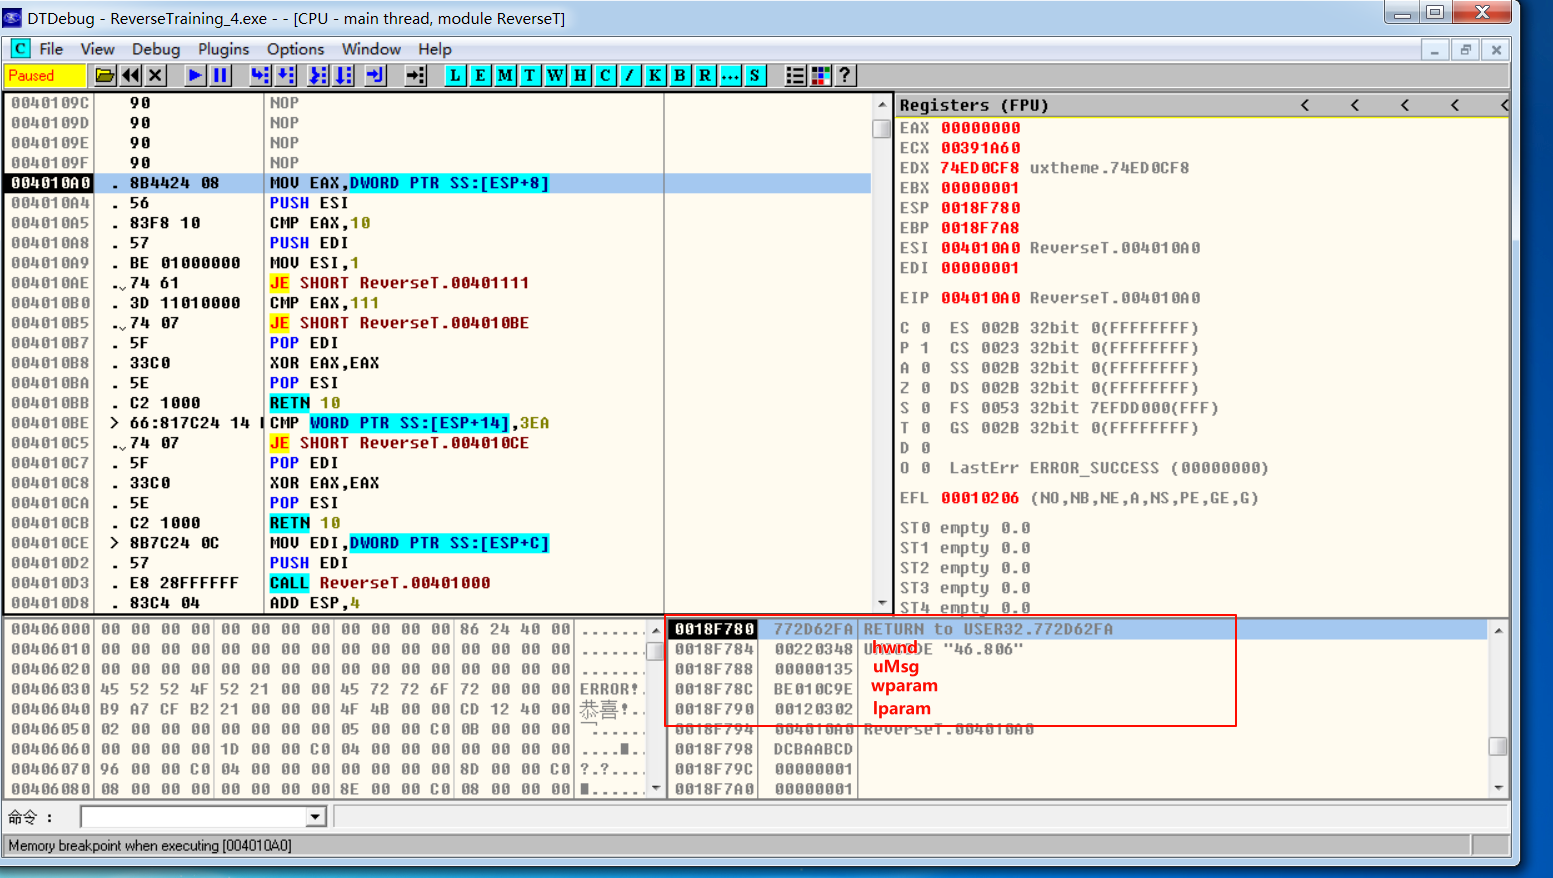 DTDebug - ReverseTraining_4.exe - - [CPU - main thread, module ReverseT]
C File View Debug Plugins Options Window Help
Paused L E M T W H C / K B R ... S ?
0040109C 90 NOP
0040109D 90 NOP
0040109E 90 NOP
0040109F 90 NOP
004010A0 . 8B4424 08 MOV EAX,DWORD PTR SS:[ESP+8]
004010A4 . 56 PUSH ESI
004010A5 . 83F8 10 CMP EAX,10
004010A8 . 57 PUSH EDI
004010A9 . BE 01000000 MOV ESI,1
004010AE .⌄74 61 JE SHORT ReverseT.00401111
004010B0 . 3D 11010000 CMP EAX,111
004010B5 .⌄74 07 JE SHORT ReverseT.004010BE
004010B7 . 5F POP EDI
004010B8 . 33C0 XOR EAX,EAX
004010BA . 5E POP ESI
004010BB . C2 1000 RETN 10
004010BE > 66:817C24 14 CMP WORD PTR SS:[ESP+14],3EA
004010C5 .⌄74 07 JE SHORT ReverseT.004010CE
004010C7 . 5F POP EDI
004010C8 . 33C0 XOR EAX,EAX
004010CA . 5E POP ESI
004010CB . C2 1000 RETN 10
004010CE > 8B7C24 0C MOV EDI,DWORD PTR SS:[ESP+C]
004010D2 . 57 PUSH EDI
004010D3 . E8 28FFFFFF CALL ReverseT.00401000
004010D8 . 83C4 04 ADD ESP,4
Registers (FPU) < < < < <
EAX 00000000
ECX 00391A60
EDX 74ED0CF8 uxtheme.74ED0CF8
EBX 00000001
ESP 0018F780
EBP 0018F7A8
ESI 004010A0 ReverseT.004010A0
EDI 00000001
EIP 004010A0 ReverseT.004010A0
C 0 ES 002B 32bit 0(FFFFFFFF)
P 1 CS 0023 32bit 0(FFFFFFFF)
A 0 SS 002B 32bit 0(FFFFFFFF)
Z 0 DS 002B 32bit 0(FFFFFFFF)
S 0 FS 0053 32bit 7EFDD000(FFF)
T 0 GS 002B 32bit 0(FFFFFFFF)
D 0
O 0 LastErr ERROR_SUCCESS (00000000)
EFL 00010206 (NO,NB,NE,A,NS,PE,GE,G)
ST0 empty 0.0
ST1 empty 0.0
ST2 empty 0.0
ST3 empty 0.0
ST4 empty 0.0
00406000 00 00 00 00 00 00 00 00 00 00 00 00 86 24 40 00 .......
00406010 00 00 00 00 00 00 00 00 00 00 00 00 00 00 00 00 .......
00406020 00 00 00 00 00 00 00 00 00 00 00 00 00 00 00 00 .......
00406030 45 52 52 4F 52 21 00 00 45 72 72 6F 72 00 00 00 ERROR!.
00406040 B9 A7 CF B2 21 00 00 00 4F 4B 00 00 CD 12 40 00 恭喜!..
00406050 02 00 00 00 00 00 00 00 05 00 00 C0 0B 00 00 00
00406060 00 00 00 00 1D 00 00 C0 04 00 00 00 00 00 00 00 ....■..
00406070 96 00 00 C0 04 00 00 00 00 00 00 00 8D 00 00 C0 ?.?....
00406080 08 00 00 00 00 00 00 00 8E 00 00 C0 08 00 00 00 ■......
0018F780 772D62FA RETURN to USER32.772D62FA
0018F784 00220348 UNICODE "46.806"
hwnd
0018F788 00000135
uMsg
0018F78C BE010C9E
wparam
0018F790 00120302
lparam
0018F794 004010A0 ReverseT.004010A0
0018F798 DCBAABCD
0018F79C 00000001
0018F7A0 00000001
命令 :
Memory breakpoint when executing [004010A0]